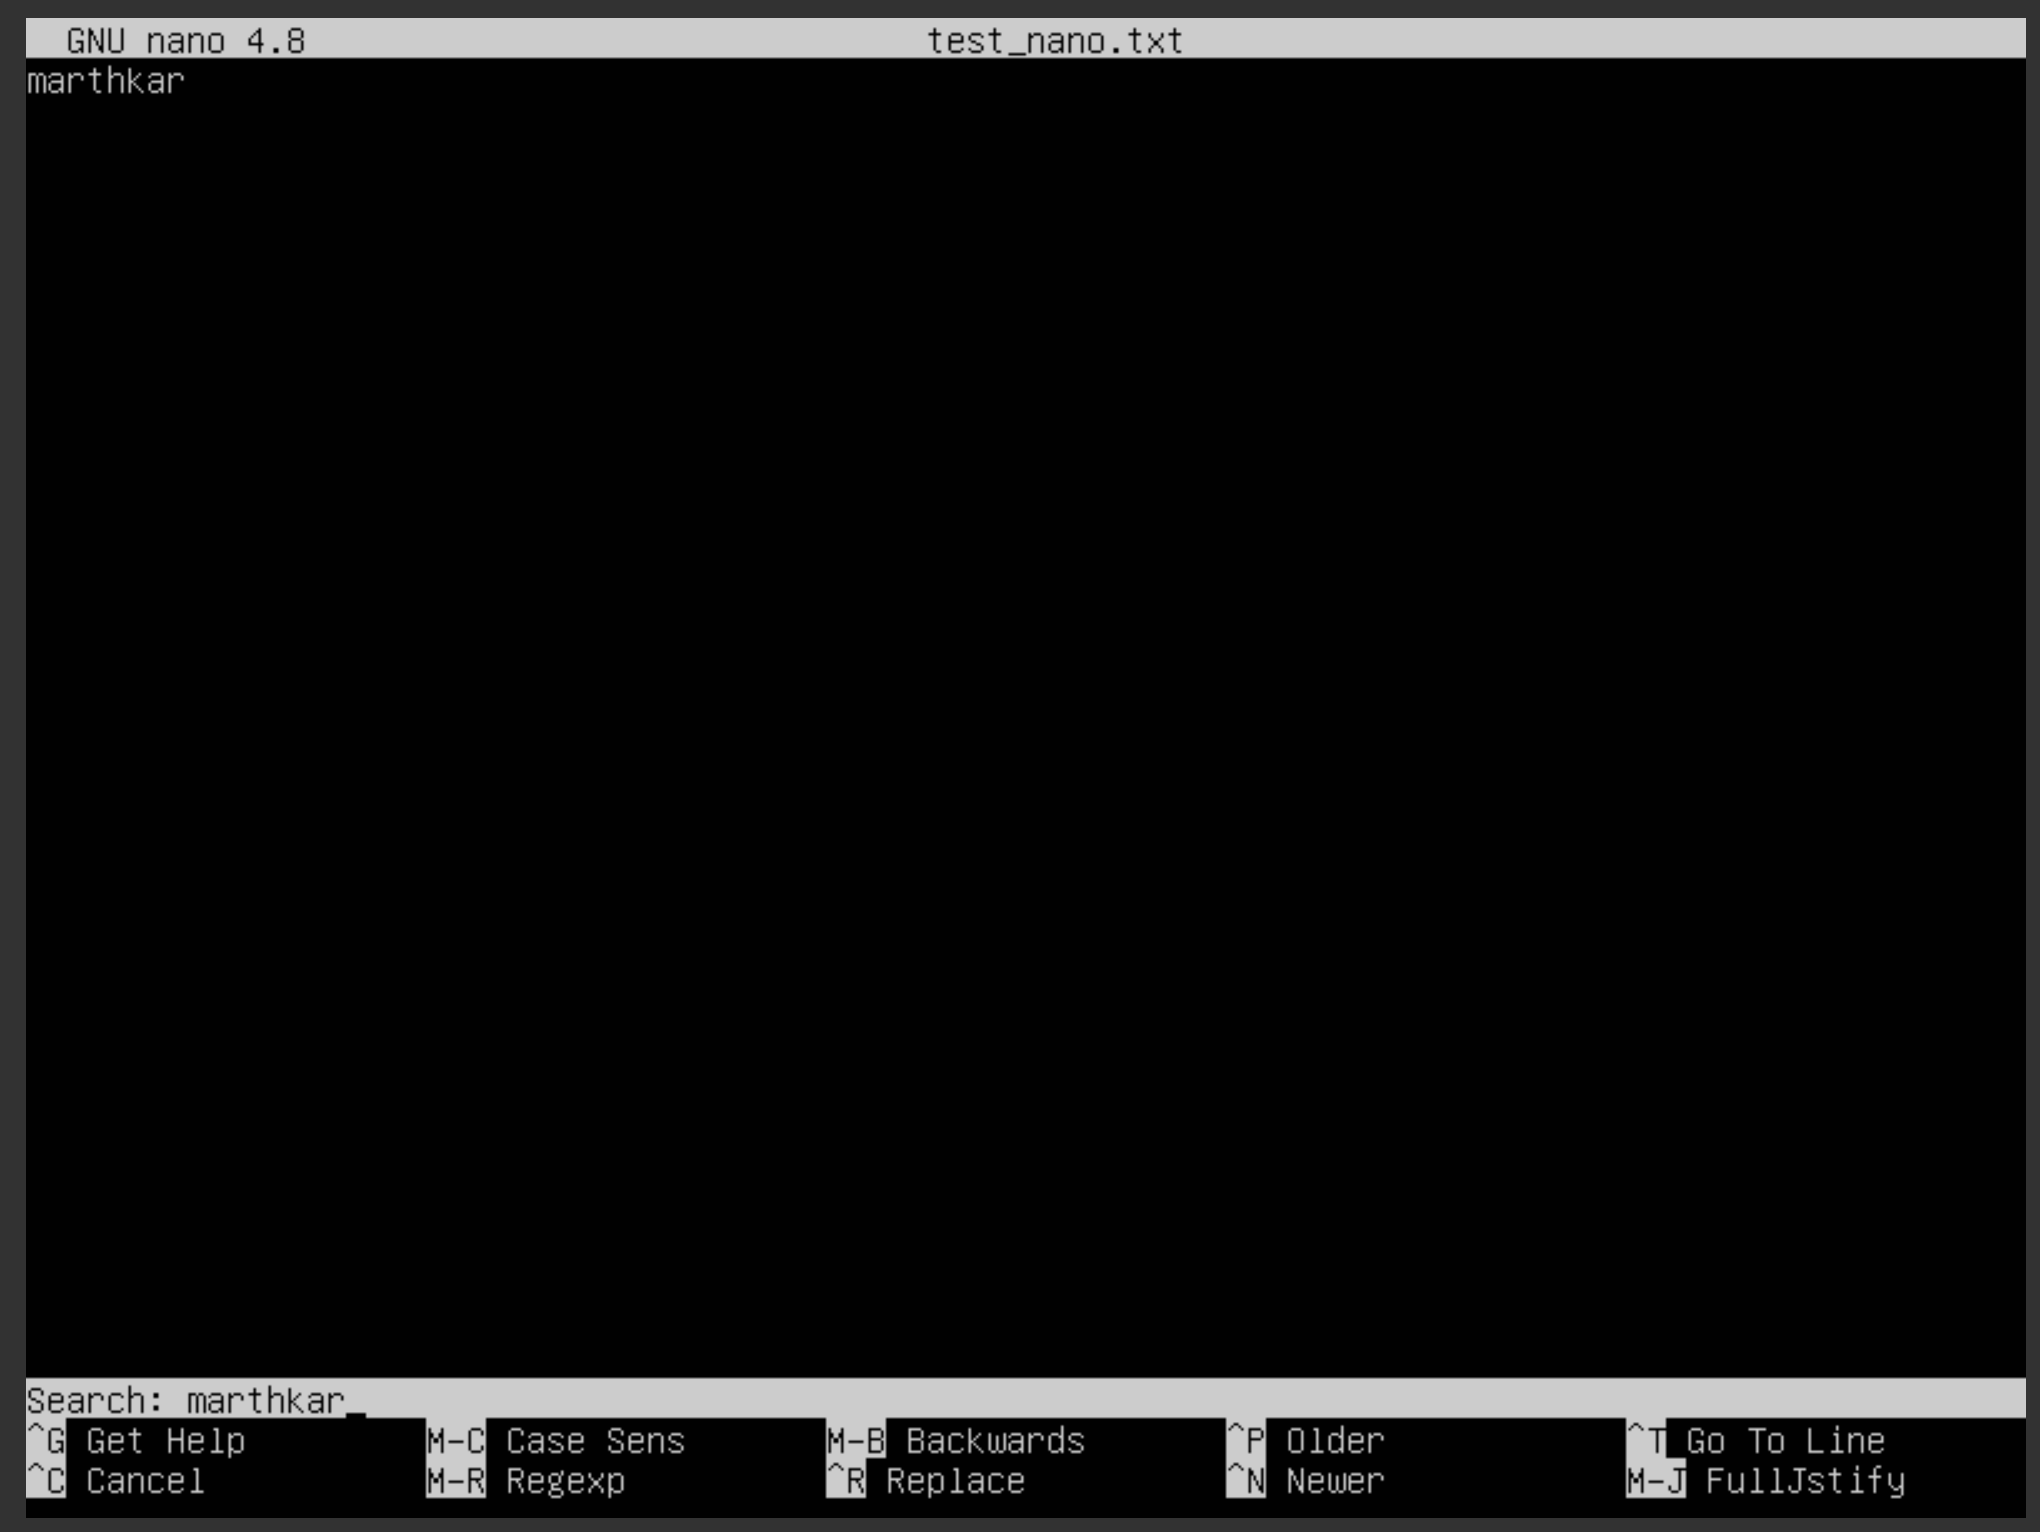 GNU nano 4.8 test_nano.txt
marthkar
Search: marthkar_
^G Get Help M-C Case Sens M-B Backwards ^P Older ^T Go To Line
^C Cancel M-R Regexp ^R Replace ^N Newer M-J FullJstify